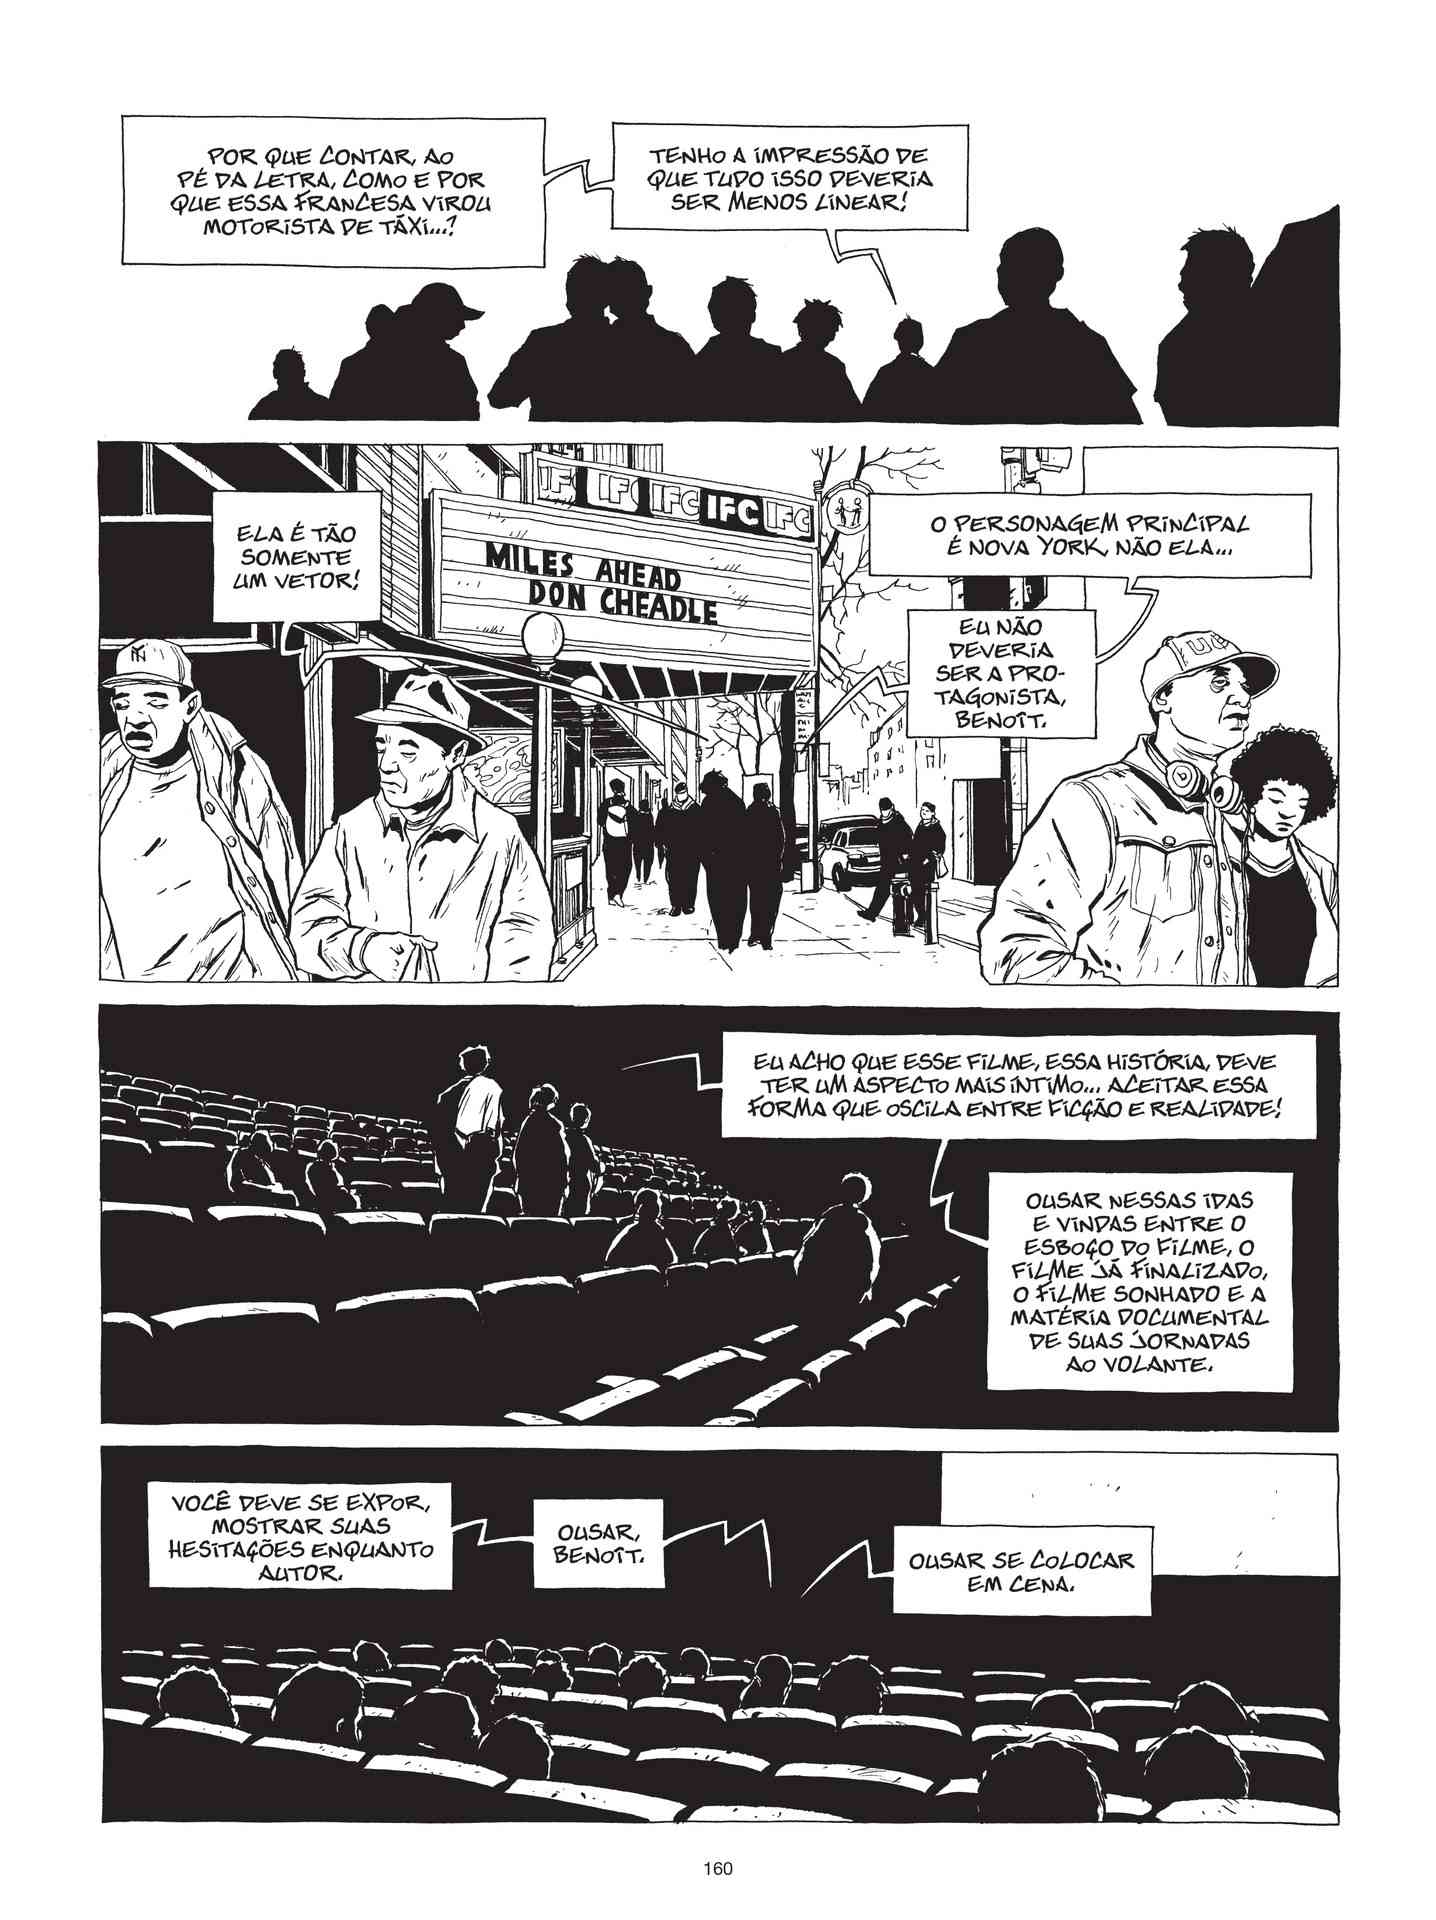 POR QUE CONTAR, AO
PÉ DA LETRA, COMO E POR
QUE ESSA FRANCESA VIROU
MOTORISTA DE TÁXI...?
TENHO A IMPRESSÃO DE
QUE TUDO ISSO DEVERIA
SER MENOS LINEAR!
ELA É TÃO
SOMENTE
UM VETOR!
IFC IFC IFC IFC IFC
MILES AHEAD
DON CHEADLE
O PERSONAGEM PRINCIPAL
É NOVA YORK, NÃO ELA...
EU NÃO
DEVERIA
SER A PRO-
TAGONISTA,
BENOÎT.
NY
EU ACHO QUE ESSE FILME, ESSA HISTÓRIA, DEVE
TER UM ASPECTO MAIS ÍNTIMO... ACEITAR ESSA
FORMA QUE OSCILA ENTRE FICÇÃO E REALIDADE!
OUSAR NESSAS IDAS
E VINDAS ENTRE O
ESBOÇO DO FILME, O
FILME JÁ FINALIZADO,
O FILME SONHADO E A
MATÉRIA DOCUMENTAL
DE SUAS JORNADAS
AO VOLANTE.
VOCÊ DEVE SE EXPOR,
MOSTRAR SUAS
HESITAÇÕES ENQUANTO
AUTOR.
OUSAR,
BENOÎT.
OUSAR SE COLOCAR
EM CENA.
160